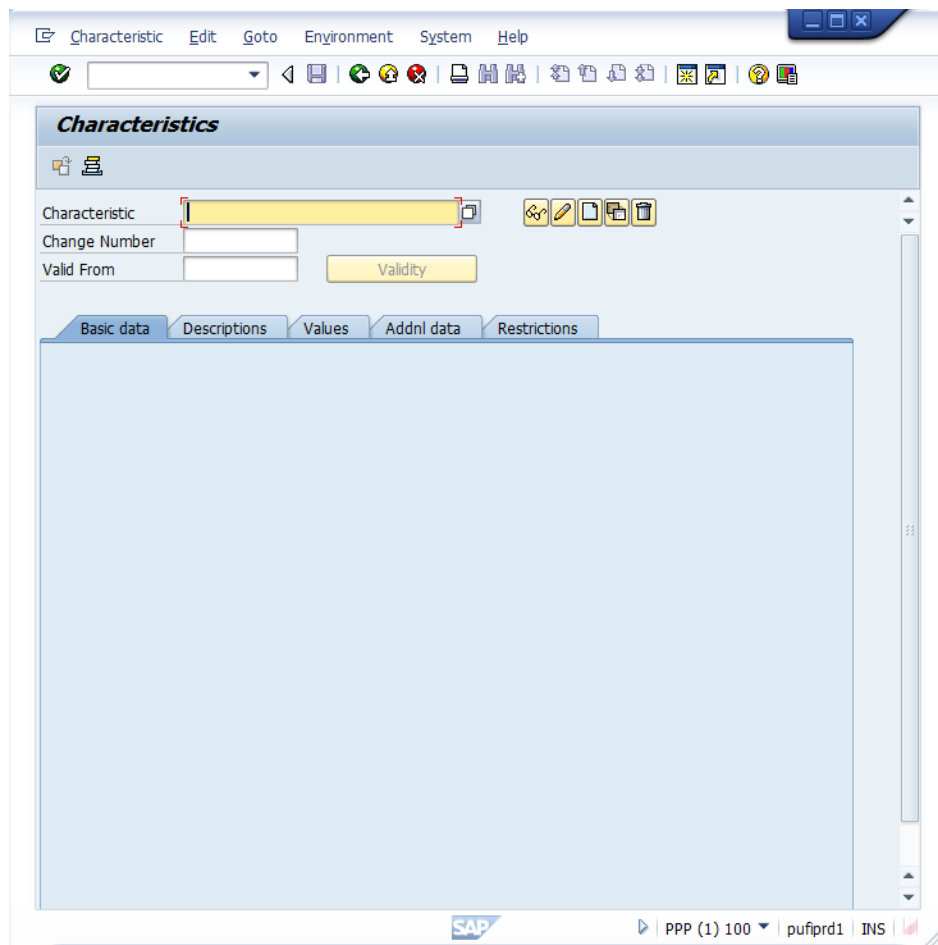 Characteristic Edit Goto Environment System Help
Characteristics
Characteristic
Change Number
Valid From Validity
Basic data Descriptions Values Addnl data Restrictions
SAP PPP (1) 100 pufiprd1 INS